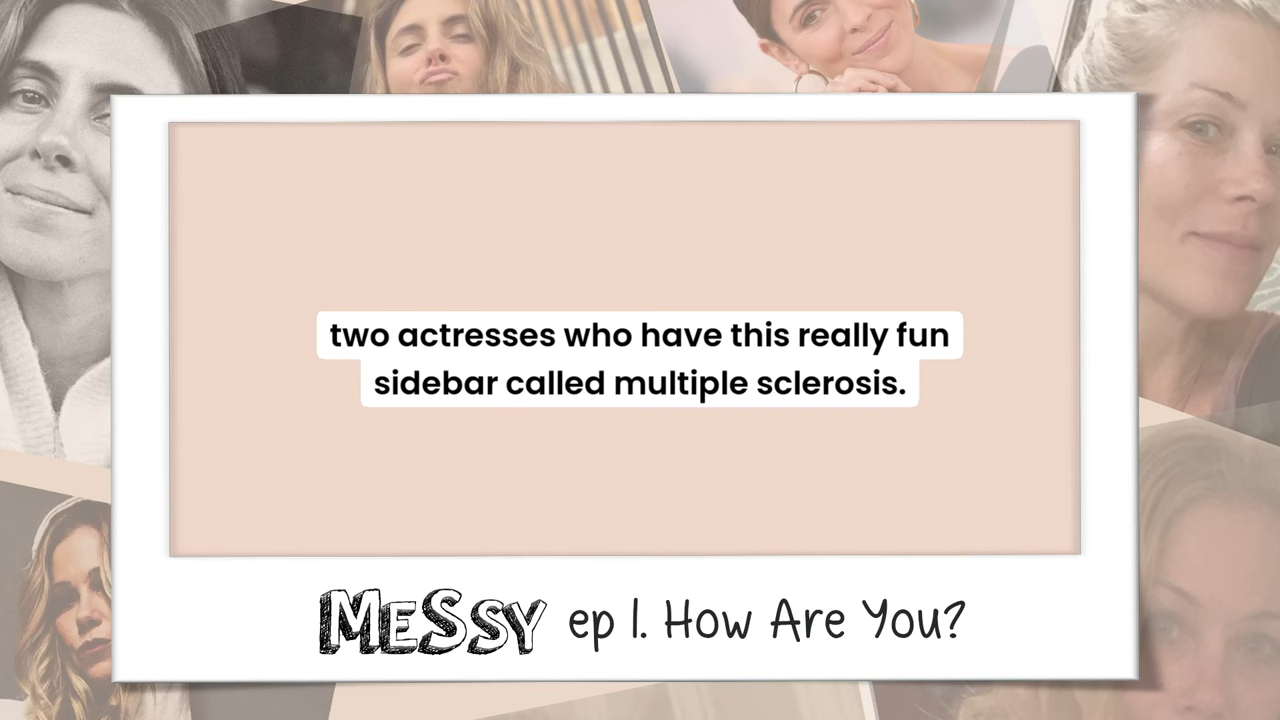 two actresses who have this really fun
sidebar called multiple sclerosis.
MeSSY ep 1. How Are You?